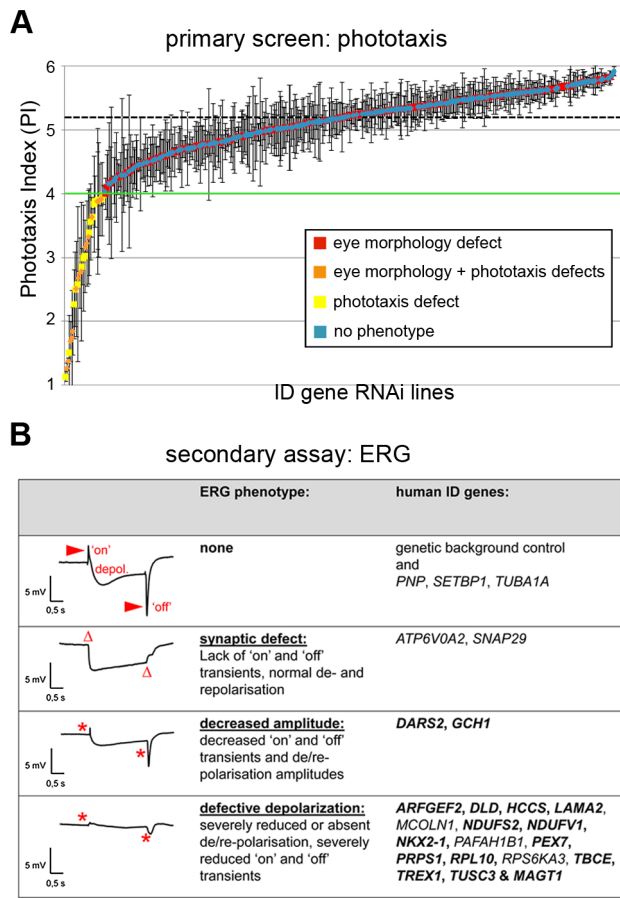 A
primary screen: phototaxis
Phototaxis Index (PI)
6
5
4
3
2
1
eye morphology defect
eye morphology + phototaxis defects
phototaxis defect
no phenotype
ID gene RNAi lines
B
secondary assay: ERG
ERG phenotype:
human ID genes:
'on'
depol.
'off'
5 mV
0,5 s
none
genetic background control
and
PNP, SETBP1, TUBA1A
Δ
Δ
5 mV
0,5 s
synaptic defect:
Lack of 'on' and 'off'
transients, normal de- and
repolarisation
ATP6V0A2, SNAP29
*
*
5 mV
0,5 s
decreased amplitude:
decreased 'on' and 'off'
transients and de/re-
polarisation amplitudes
DARS2, GCH1
*
*
5 mV
0,5 s
defective depolarization:
severely reduced or absent
de/re-polarisation, severely
reduced 'on' and 'off'
transients
ARFGEF2, DLD, HCCS, LAMA2,
MCOLN1, NDUFS2, NDUFV1,
NKX2-1, PAFAH1B1, PEX7,
PRPS1, RPL10, RPS6KA3, TBCE,
TREX1, TUSC3 & MAGT1